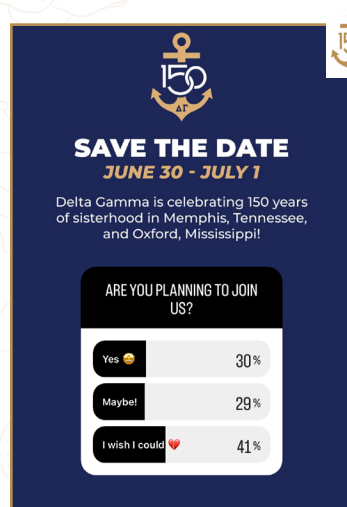 150
ΔΓ
SAVE THE DATE
JUNE 30 - JULY 1
Delta Gamma is celebrating 150 years
of sisterhood in Memphis, Tennessee,
and Oxford, Mississippi!
ARE YOU PLANNING TO JOIN
US?
Yes 🤩 30%
Maybe! 29%
I wish I could 💔 41%